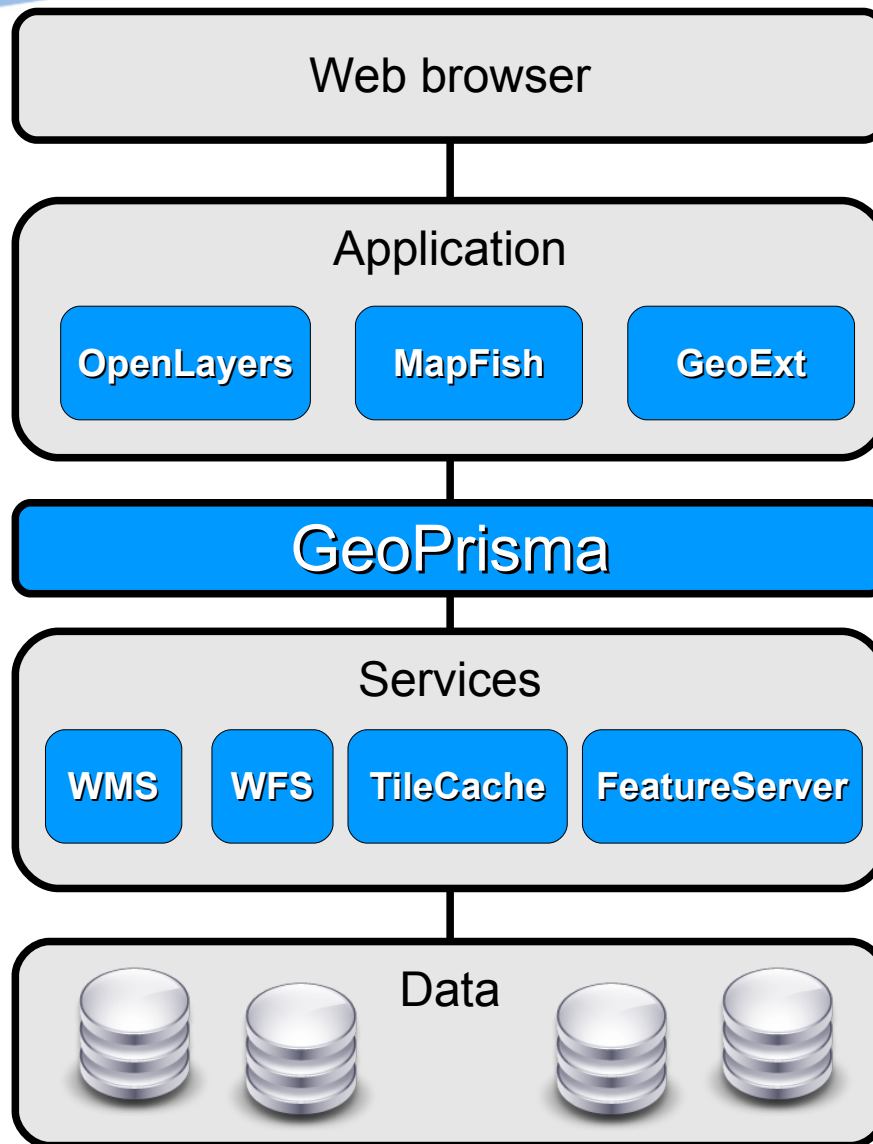 Web browser
Application
OpenLayers MapFish GeoExt
GeoPrisma
Services
WMS WFS TileCache FeatureServer
Data